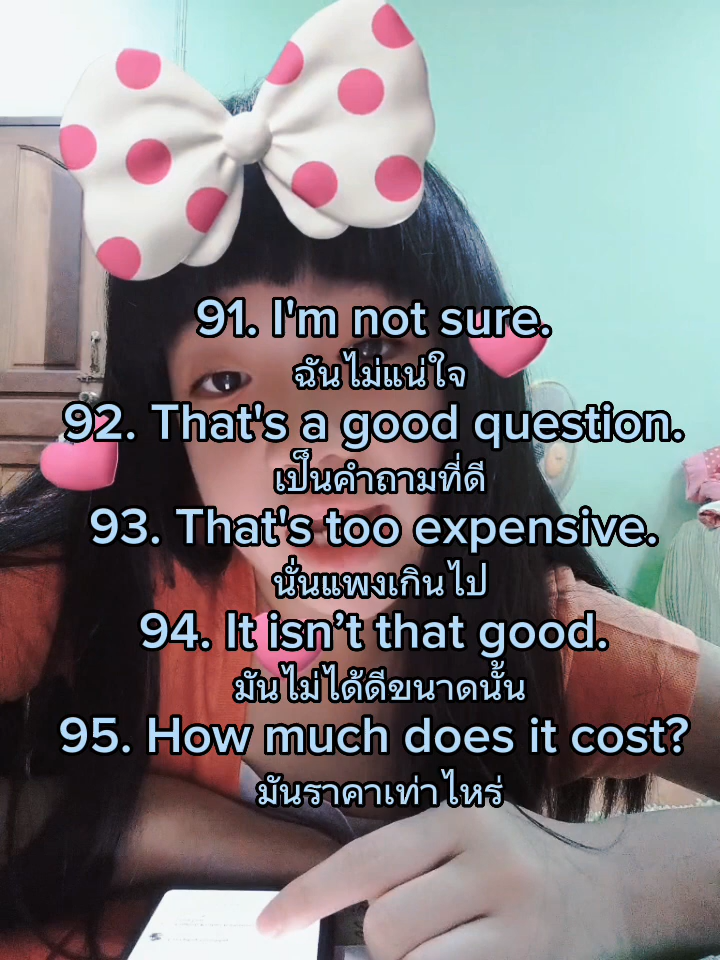 91. I'm not sure.
ฉันไม่แน่ใจ
92. That's a good question.
เป็นคำถามที่ดี
93. That's too expensive.
นั่นแพงเกินไป
94. It isn’t that good.
มันไม่ได้ดีขนาดนั้น
95. How much does it cost?
มันราคาเท่าไหร่